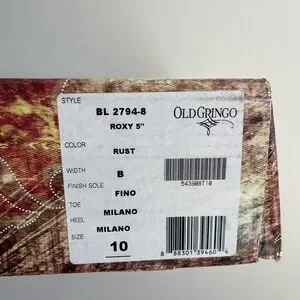 STYLE
BL 2794-8
ROXY 5"
OLD GRINGO
COLOR
RUST
WIDTH
B
FINISH SOLE
FINO
543908T10
TOE
MILANO
HEEL
MILANO
SIZE
10
8 88301 39460 4